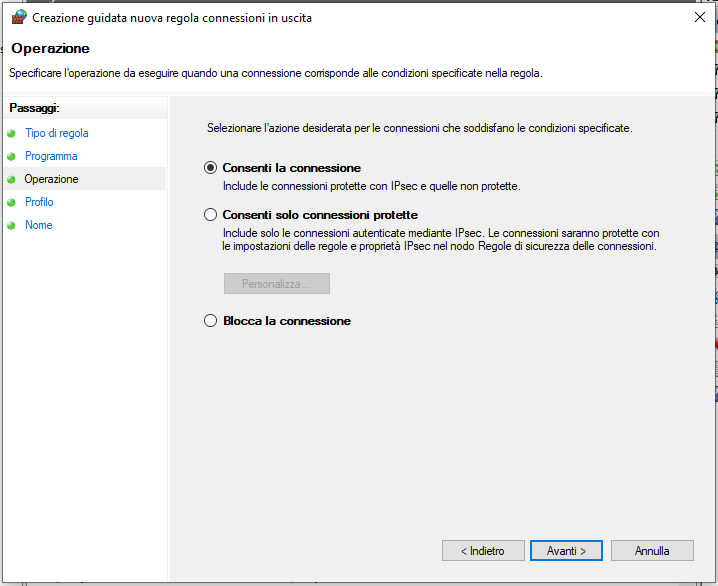 Creazione guidata nuova regola connessioni in uscita
Operazione
Specificare l'operazione da eseguire quando una connessione corrisponde alle condizioni specificate nella regola.
Passaggi:
Tipo di regola
Programma
Operazione
Profilo
Nome
Selezionare l'azione desiderata per le connessioni che soddisfano le condizioni specificate.
Consenti la connessione
Include le connessioni protette con IPsec e quelle non protette.
Consenti solo connessioni protette
Include solo le connessioni autenticate mediante IPsec. Le connessioni saranno protette con
le impostazioni delle regole e proprietà IPsec nel nodo Regole di sicurezza delle connessioni.
Personalizza...
Blocca la connessione
< Indietro
Avanti >
Annulla